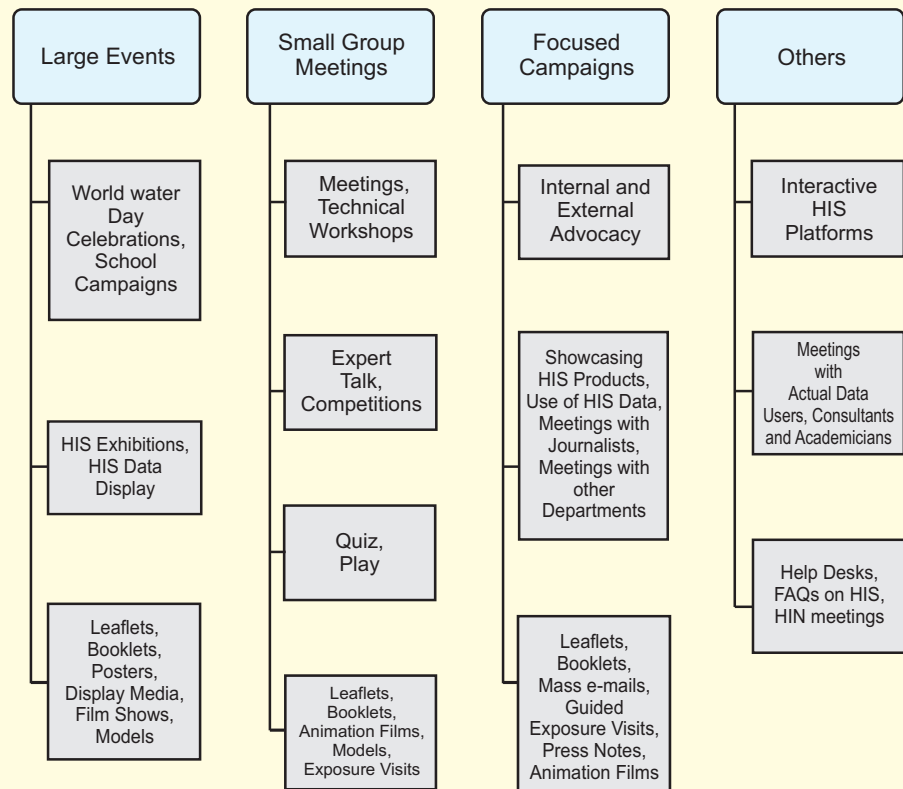 Large Events
World water
Day
Celebrations,
School
Campaigns
HIS Exhibitions,
HIS Data
Display
Leaflets,
Booklets,
Posters,
Display Media,
Film Shows,
Models
Small Group
Meetings
Meetings,
Technical
Workshops
Expert
Talk,
Competitions
Quiz,
Play
Leaflets,
Booklets,
Animation Films,
Models,
Exposure Visits
Focused
Campaigns
Internal and
External
Advocacy
Showcasing
HIS Products,
Use of HIS Data,
Meetings with
Journalists,
Meetings with
other
Departments
Leaflets,
Booklets,
Mass e-mails,
Guided
Exposure Visits,
Press Notes,
Animation Films
Others
Interactive
HIS
Platforms
Meetings
with
Actual Data
Users, Consultants
and Academicians
Help Desks,
FAQs on HIS,
HIN meetings